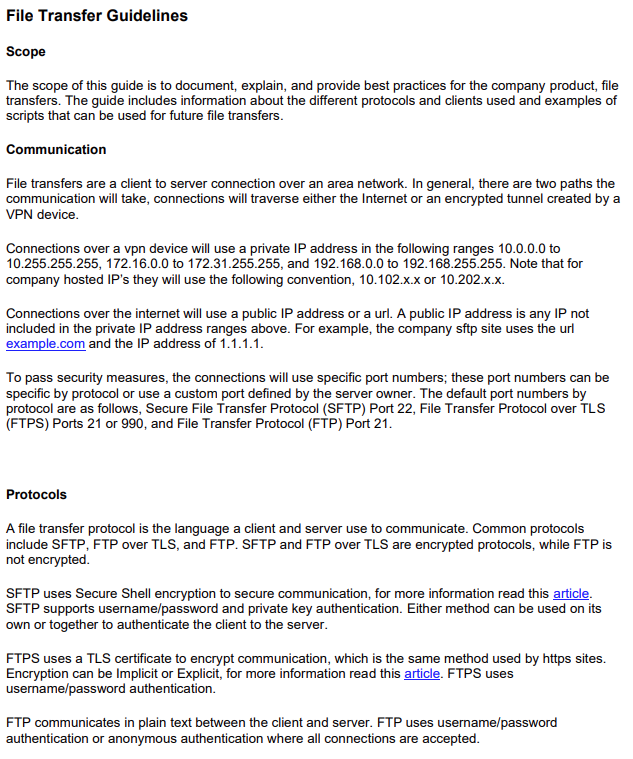 File Transfer Guidelines
Scope
The scope of this guide is to document, explain, and provide best practices for the company product, file
transfers. The guide includes information about the different protocols and clients used and examples of
scripts that can be used for future file transfers.
Communication
File transfers are a client to server connection over an area network. In general, there are two paths the
communication will take, connections will traverse either the Internet or an encrypted tunnel created by a
VPN device.
Connections over a vpn device will use a private IP address in the following ranges 10.0.0.0 to
10.255.255.255, 172.16.0.0 to 172.31.255.255, and 192.168.0.0 to 192.168.255.255. Note that for
company hosted IP's they will use the following convention, 10.102.x.x or 10.202.x.x.
Connections over the internet will use a public IP address or a url. A public IP address is any IP not
included in the private IP address ranges above. For example, the company sftp site uses the url
example.com and the IP address of 1.1.1.1.
To pass security measures, the connections will use specific port numbers; these port numbers can be
specific by protocol or use a custom port defined by the server owner. The default port numbers by
protocol are as follows, Secure File Transfer Protocol (SFTP) Port 22, File Transfer Protocol over TLS
(FTPS) Ports 21 or 990, and File Transfer Protocol (FTP) Port 21.
Protocols
A file transfer protocol is the language a client and server use to communicate. Common protocols
include SFTP, FTP over TLS, and FTP. SFTP and FTP over TLS are encrypted protocols, while FTP is
not encrypted.
SFTP uses Secure Shell encryption to secure communication, for more information read this article.
SFTP supports username/password and private key authentication. Either method can be used on its
own or together to authenticate the client to the server.
FTPS uses a TLS certificate to encrypt communication, which is the same method used by https sites.
Encryption can be Implicit or Explicit, for more information read this article. FTPS uses
username/password authentication.
FTP communicates in plain text between the client and server. FTP uses username/password
authentication or anonymous authentication where all connections are accepted.